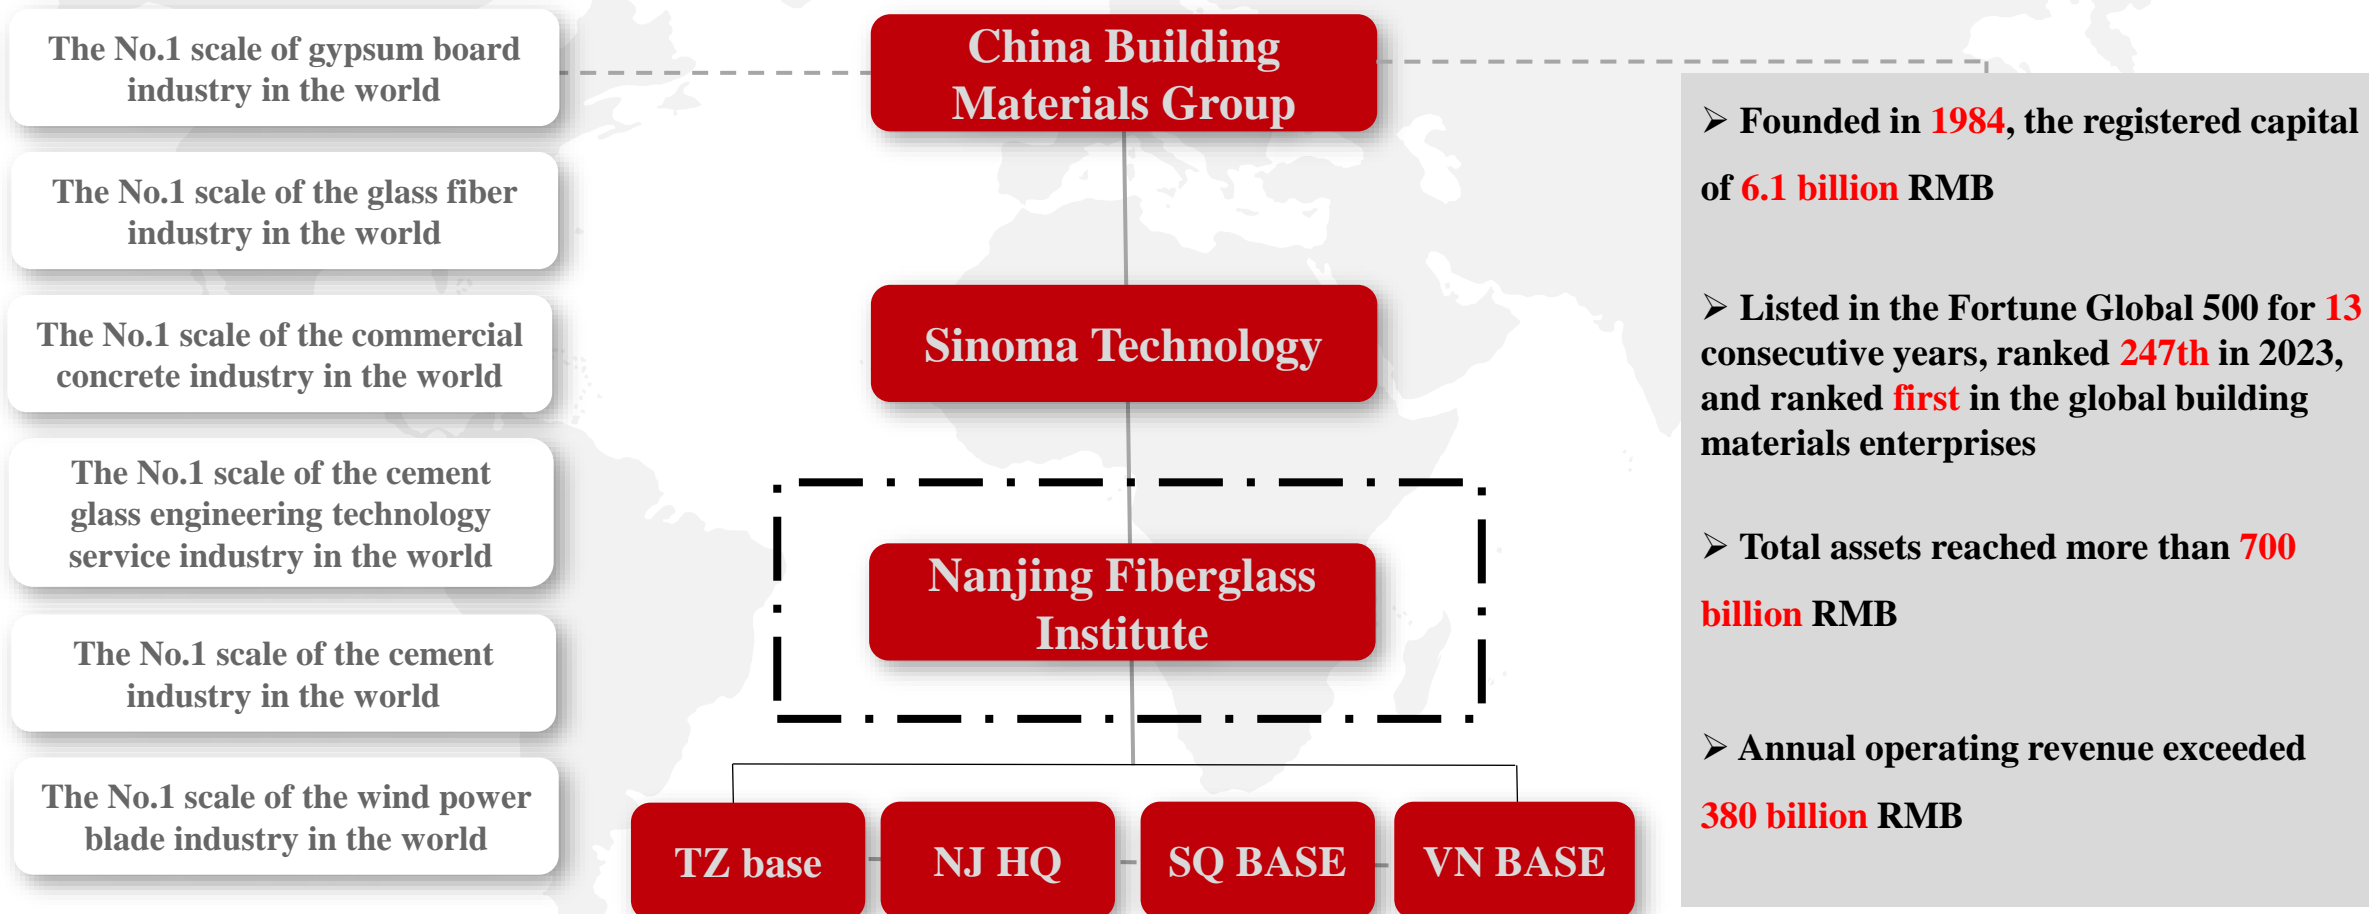 The No.1 scale of gypsum board
industry in the world
The No.1 scale of the glass fiber
industry in the world
The No.1 scale of the commercial
concrete industry in the world
The No.1 scale of the cement
glass engineering technology
service industry in the world
The No.1 scale of the cement
industry in the world
The No.1 scale of the wind power
blade industry in the world
China Building
Materials Group
Sinoma Technology
Nanjing Fiberglass
Institute
TZ base
NJ HQ
SQ BASE
VN BASE
➢ Founded in 1984, the registered capital
of 6.1 billion RMB
➢ Listed in the Fortune Global 500 for 13
consecutive years, ranked 247th in 2023,
and ranked first in the global building
materials enterprises
➢ Total assets reached more than 700
billion RMB
➢ Annual operating revenue exceeded
380 billion RMB